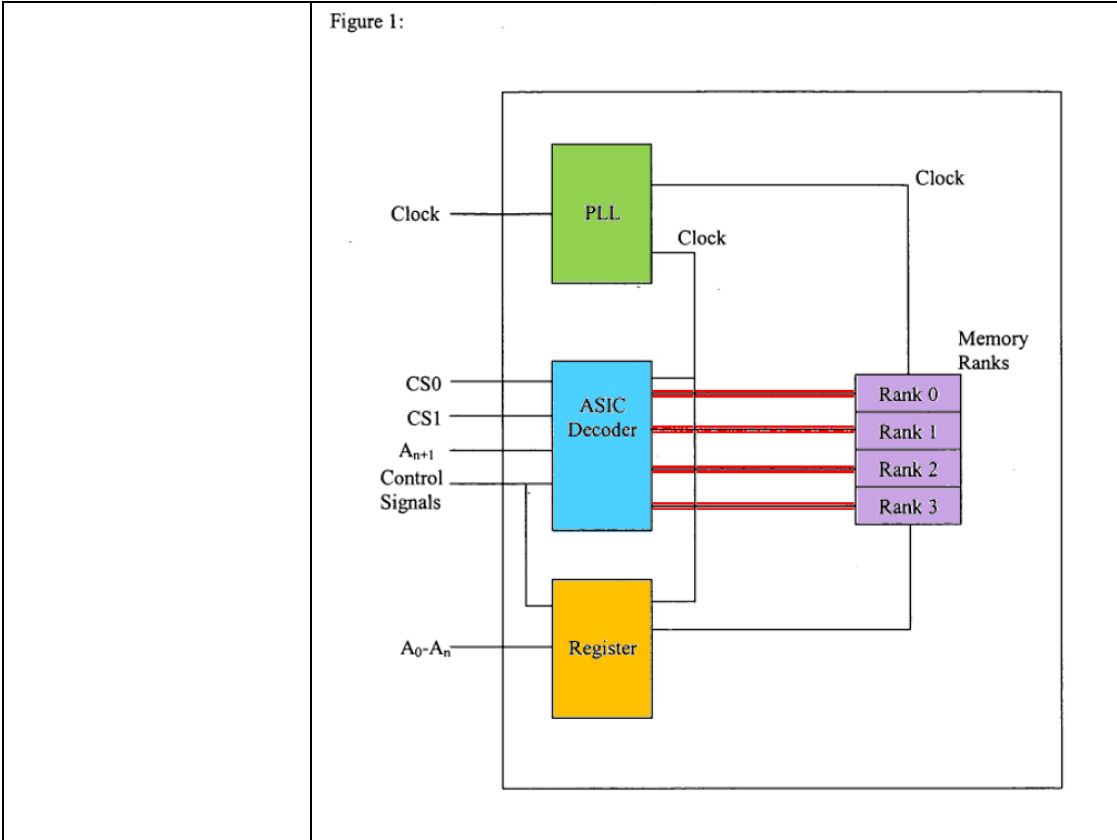 Figure 1:
Clock
PLL
Clock
Clock
Memory
Ranks
CS0
CS1
Aₙ₊₁
Control
Signals
ASIC
Decoder
Rank 0
Rank 1
Rank 2
Rank 3
A₀-Aₙ
Register